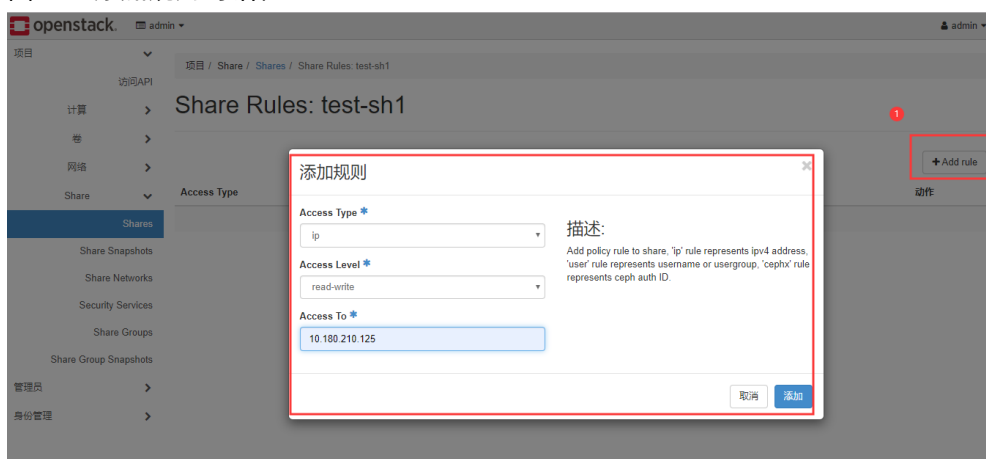 openstack. admin
admin
项目
项目 / Share / Shares / Share Rules: test-sh1
访问API
计算
Share Rules: test-sh1
1
卷
网络
+ Add rule
添加规则
×
Share
Access Type
动作
Access Type *
ip
描述:
Add policy rule to share, 'ip' rule represents ipv4 address,
'user' rule represents username or usergroup, 'cephx' rule
represents ceph auth ID.
Shares
Share Snapshots
Access Level *
read-write
Share Networks
Security Services
Access To *
10.180.210.125
Share Groups
Share Group Snapshots
管理员
取消
添加
身份管理